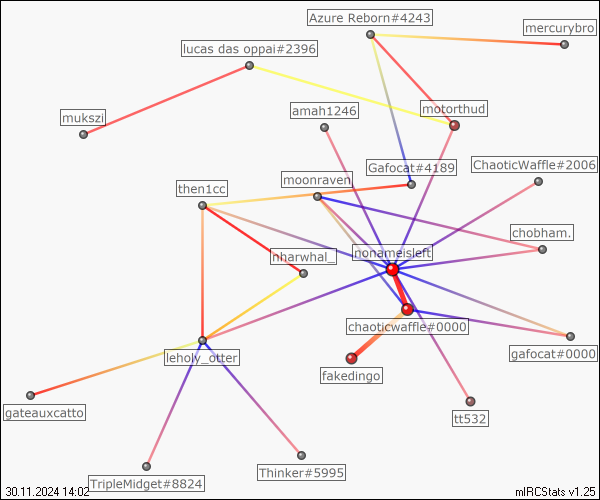 Azure Reborn#4243
mercurybro
lucas das oppai#2396
mukszi
amah1246
motorthud
Gafocat#4189
ChaoticWaffle#2006
moonraven
then1cc
chobham.
nonameisleft
nharwhal_
chaoticwaffle#0000
gafocat#0000
leholy_otter
fakedingo
gateauxcatto
tt532
Thinker#5995
TripleMidget#8824
30.11.2024 14:02
mIRCStats v1.25